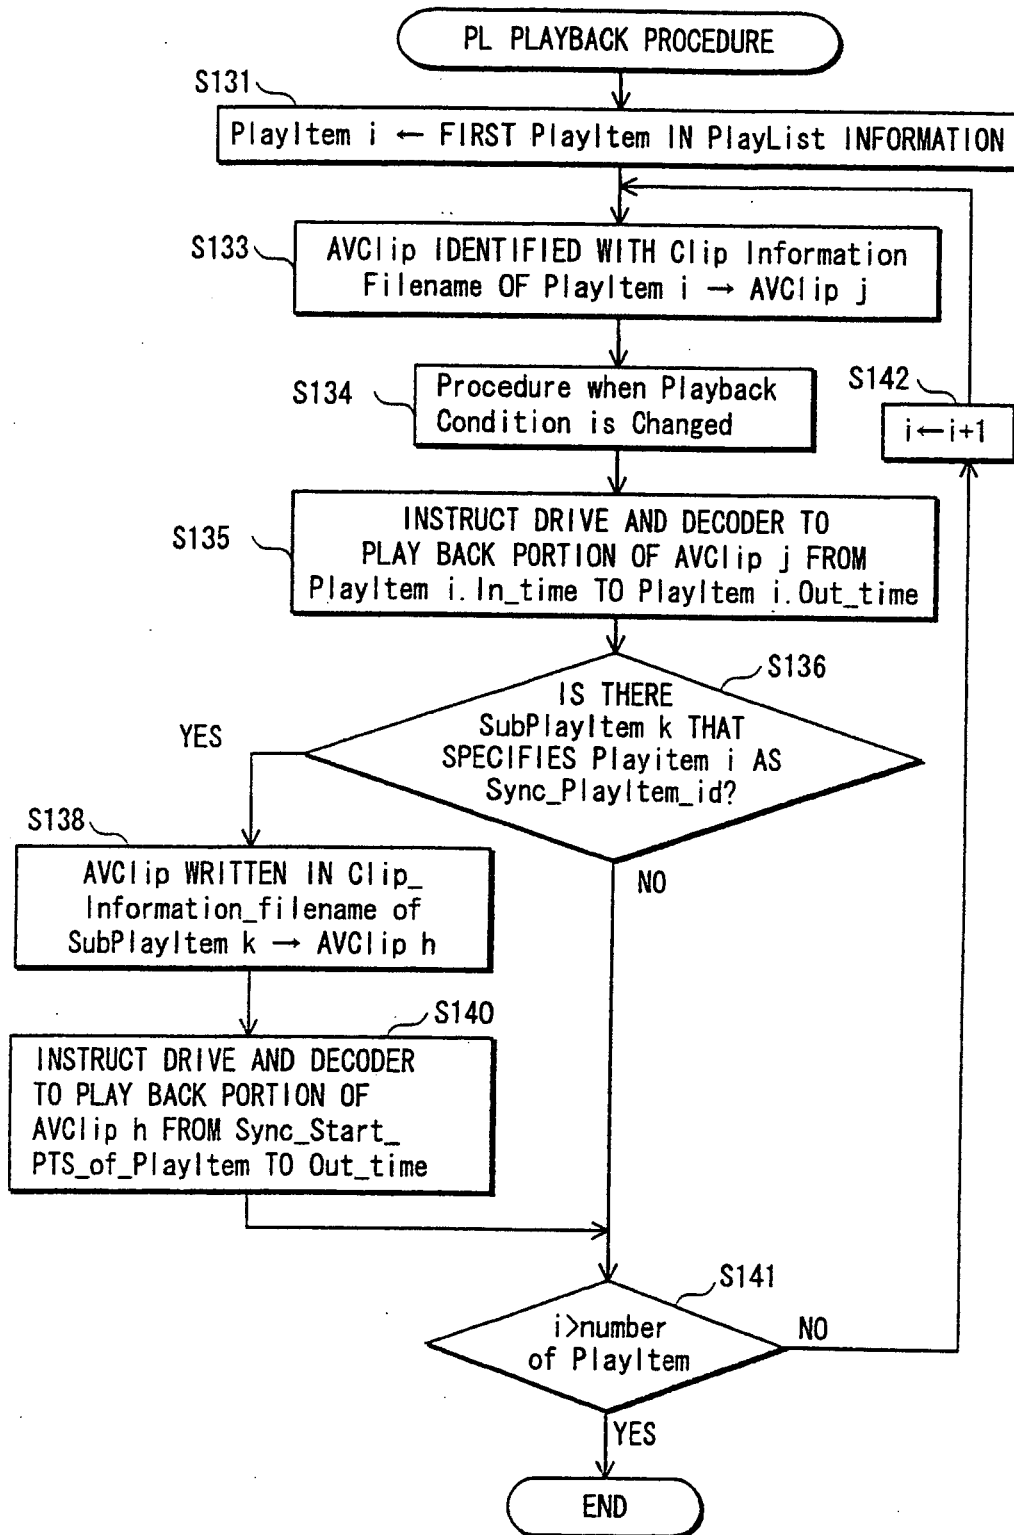 PL PLAYBACK PROCEDURE
S131
PlayItem i ← FIRST PlayItem IN PlayList INFORMATION
S133
AVClip IDENTIFIED WITH Clip Information
Filename OF PlayItem i → AVClip j
S134
Procedure when Playback
Condition is Changed
S142
i←i+1
S135
INSTRUCT DRIVE AND DECODER TO
PLAY BACK PORTION OF AVClip j FROM
PlayItem i.In_time TO PlayItem i.Out_time
S136
IS THERE
SubPlayItem k THAT
SPECIFIES Playitem i AS
Sync_PlayItem_id?
YES
NO
S138
AVClip WRITTEN IN Clip_
Information_filename of
SubPlayItem k → AVClip h
S140
INSTRUCT DRIVE AND DECODER
TO PLAY BACK PORTION OF
AVClip h FROM Sync_Start_
PTS_of_PlayItem TO Out_time
S141
i>number
of PlayItem
NO
YES
END